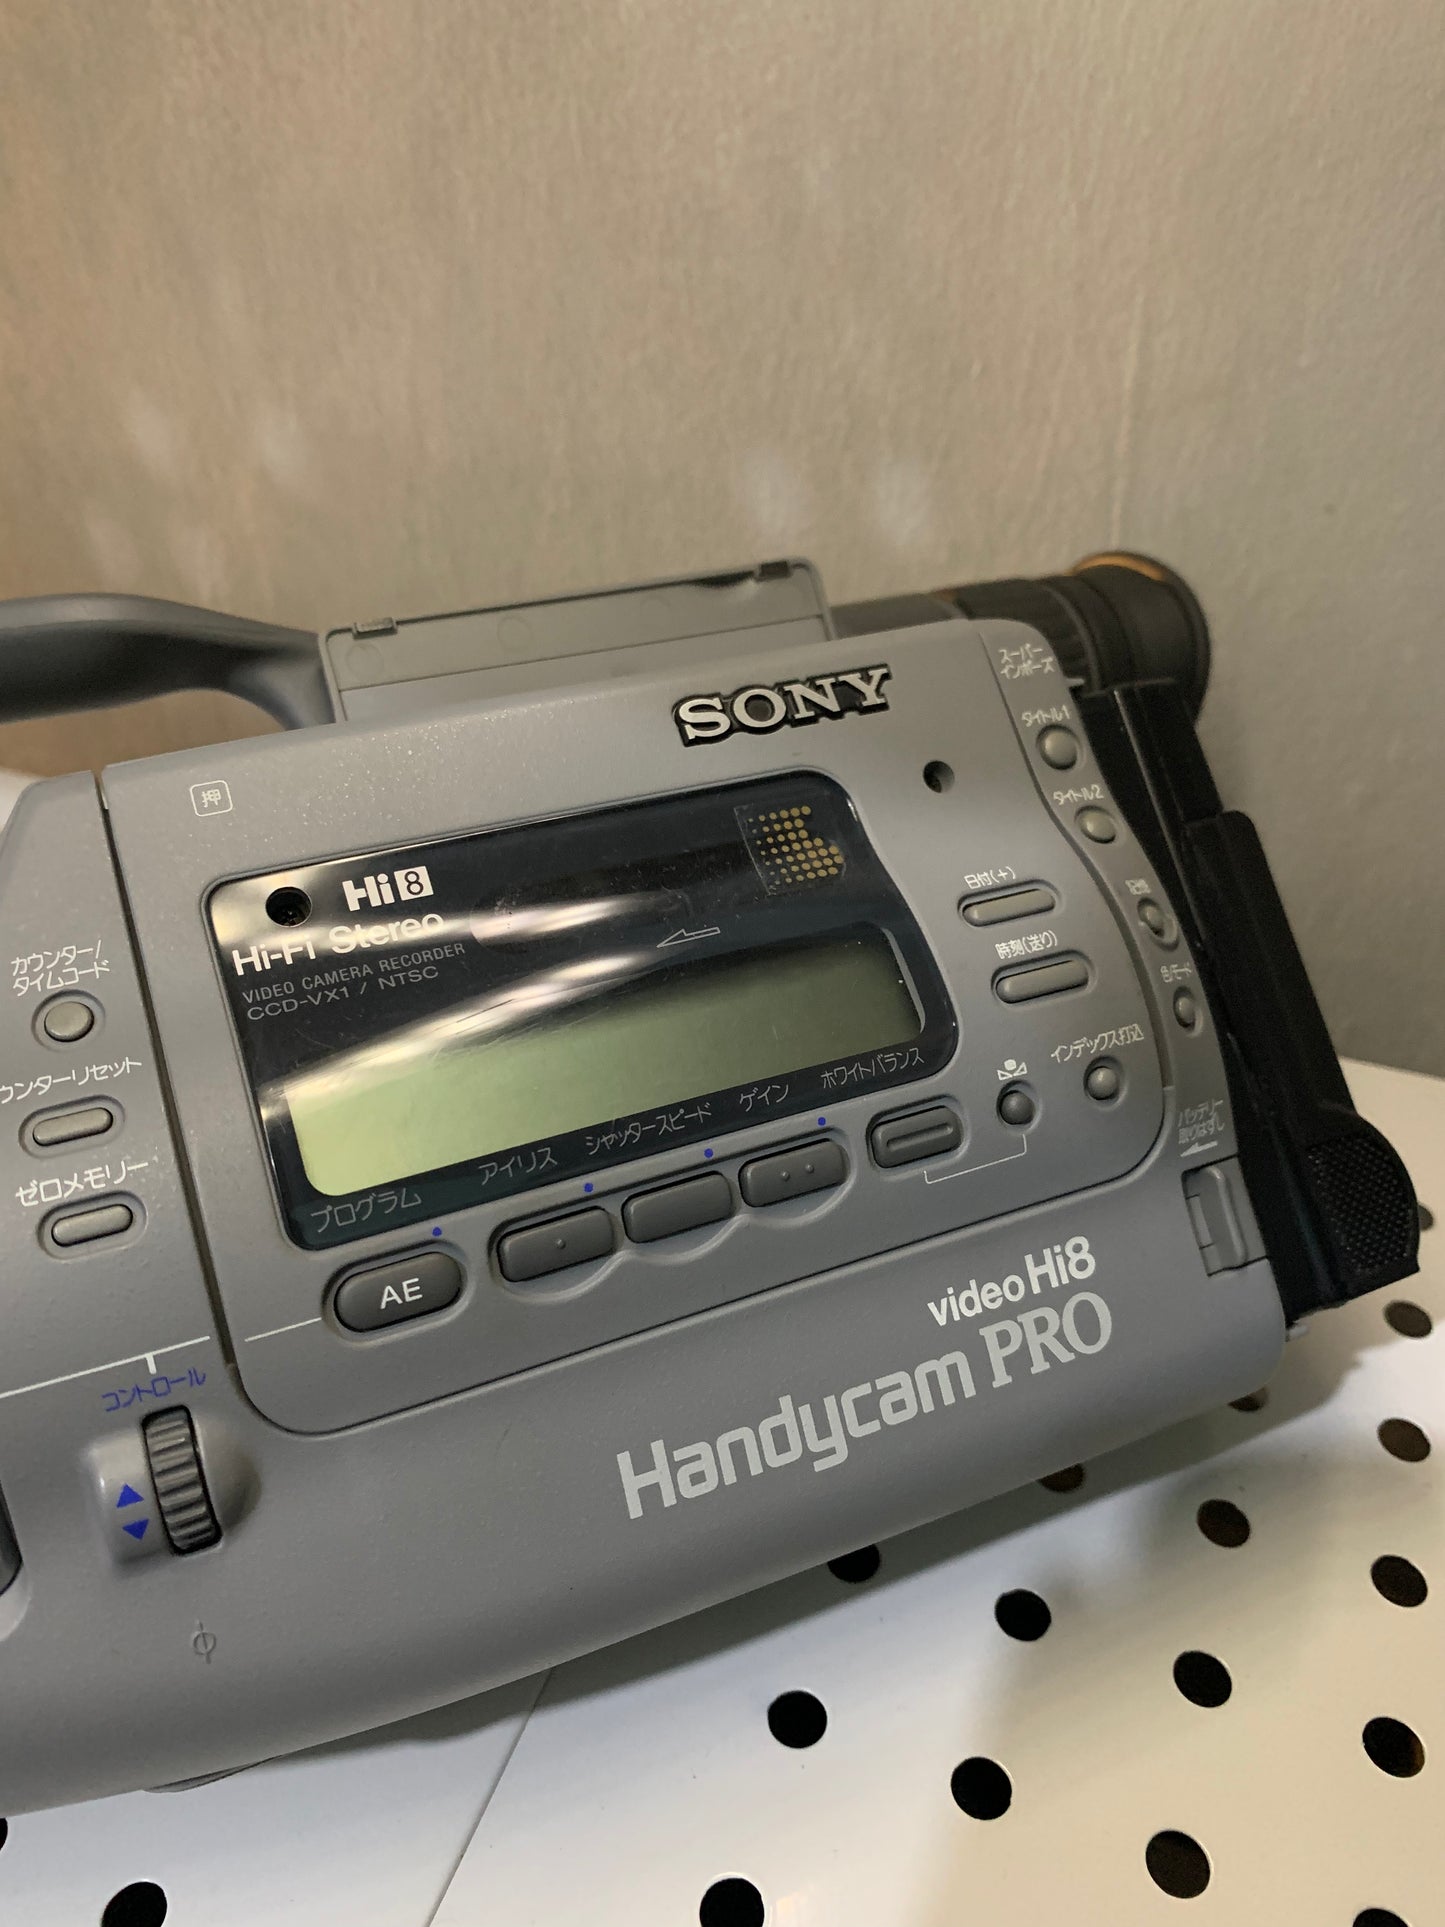 SONY
スーパー
インポーズ
タイトル1
タイトル2
押
Hi8
Hi-Fi Stereo
VIDEO CAMERA RECORDER
CCD-VX1 / NTSC
日付(+)
時刻(送り)
色/モード
インデックス打込
バッテリー
取りはずし
カウンター/
タイムコード
ウンターリセット
ゼロメモリー
プログラム
アイリス
シャッタースピード
ゲイン
ホワイトバランス
AE
コントロール
video Hi8
Handycam PRO